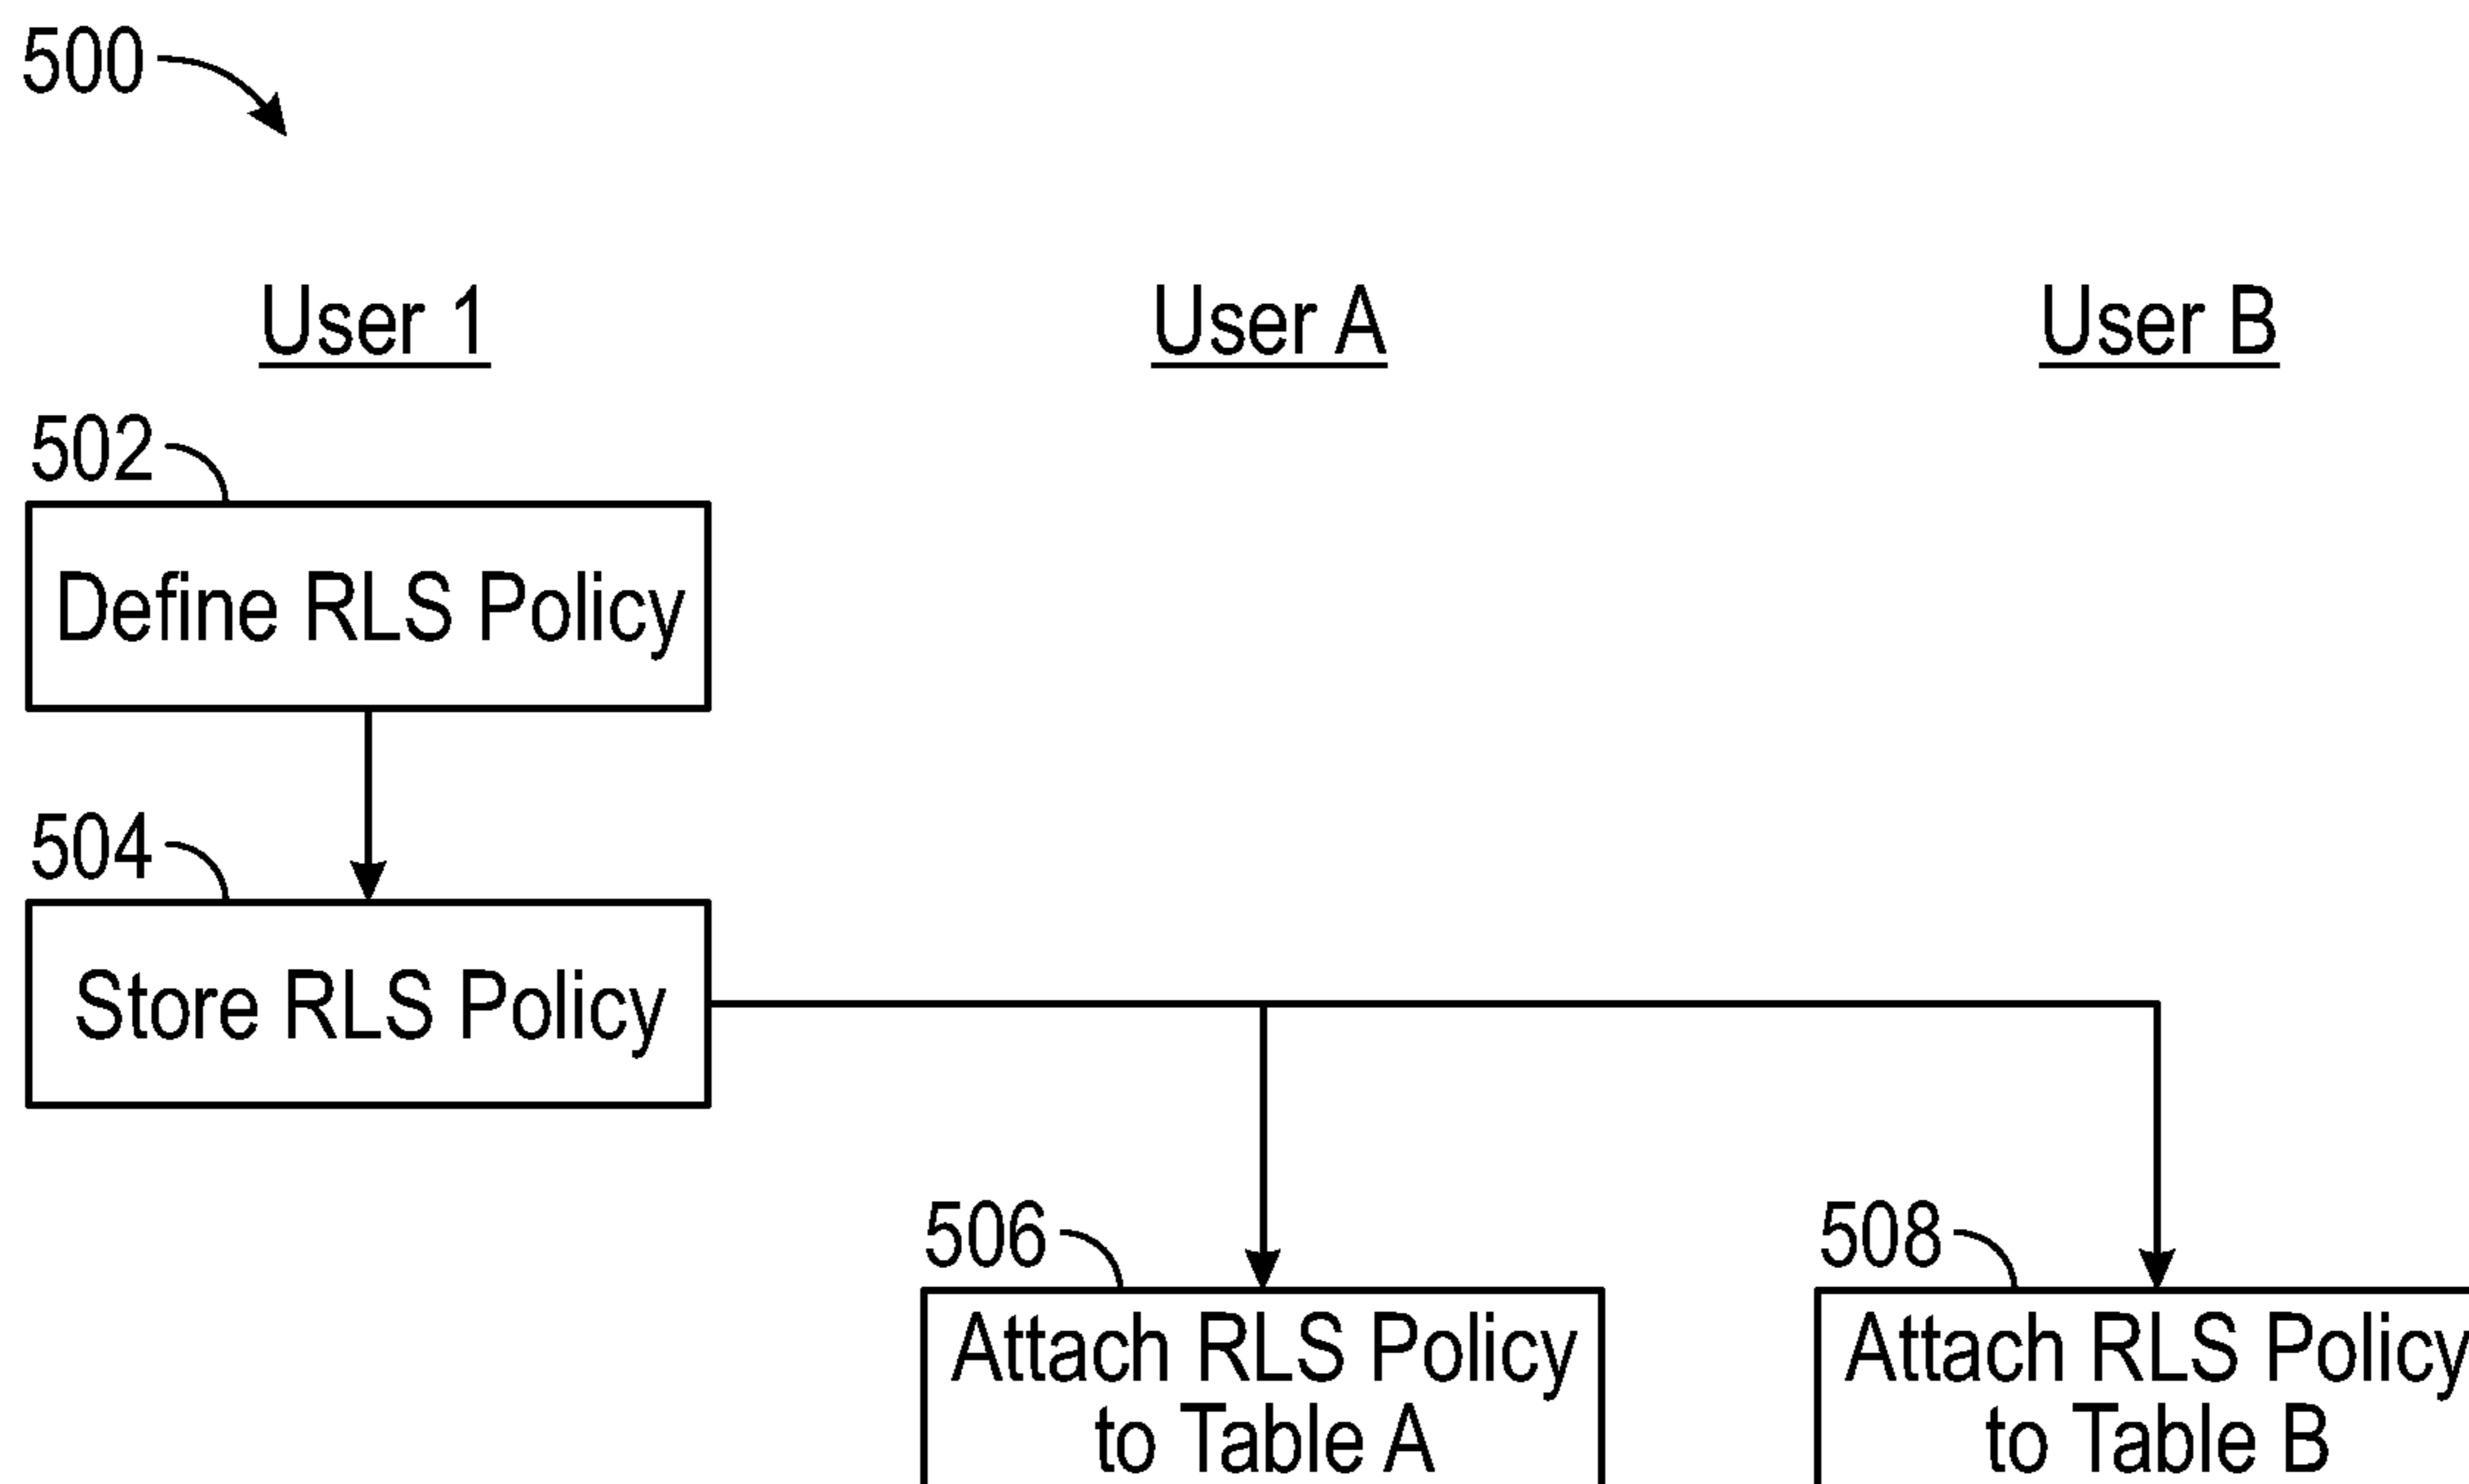 500
User 1
User A
User B
502
Define RLS Policy
504
Store RLS Policy
506
508
Attach RLS Policy
to Table A
Attach RLS Policy
to Table B